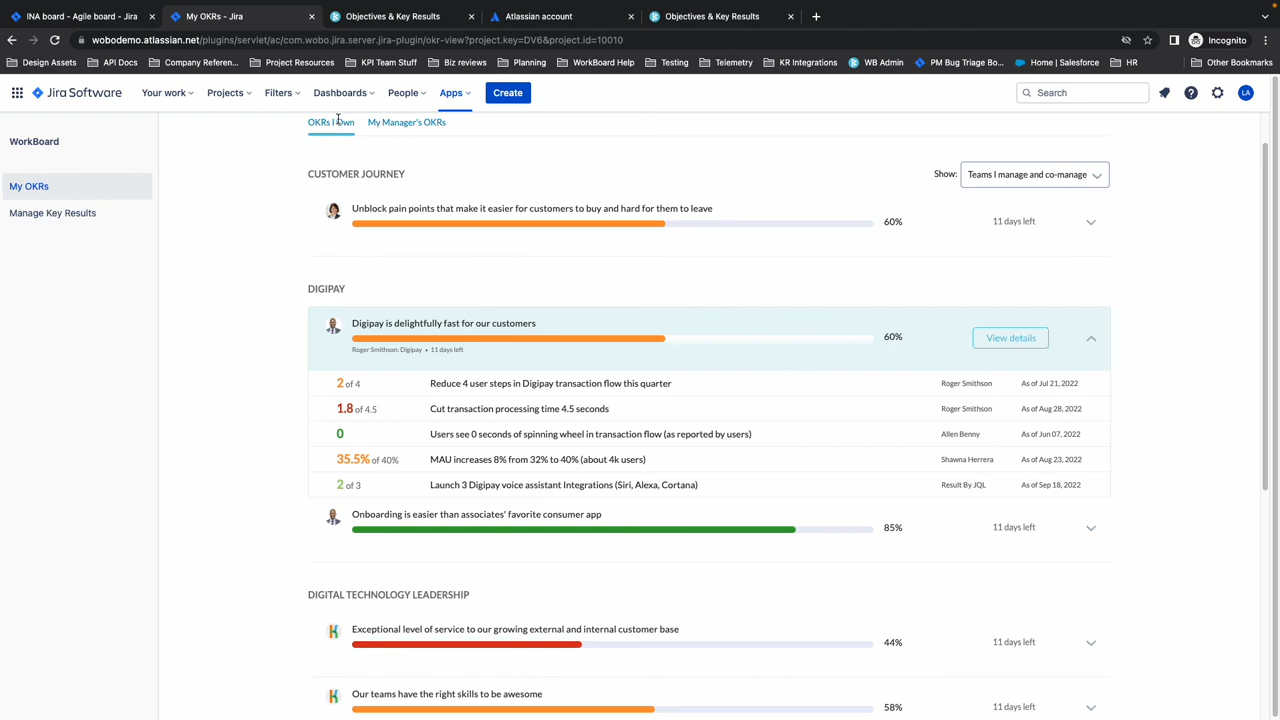 INA board - Agile board - Jira
My OKRs - Jira
Objectives & Key Results
Atlassian account
Objectives & Key Results
wobodemo.atlassian.net/plugins/servlet/ac/com.wobo.jira.server.jira-plugin/okr-view?project.key=DV6&project.id=10010
Incognito
Design Assets
API Docs
Company Referen...
Project Resources
KPI Team Stuff
Biz reviews
Planning
WorkBoard Help
Testing
Telemetry
KR Integrations
WB Admin
PM Bug Triage Bo...
Home | Salesforce
HR
Other Bookmarks
Jira Software
Your work
Projects
Filters
Dashboards
People
Apps
Create
Search
LA
WorkBoard
My OKRs
Manage Key Results
OKRs I Own
My Manager's OKRs
CUSTOMER JOURNEY
Show:
Teams I manage and co-manage
Unblock pain points that make it easier for customers to buy and hard for them to leave
60%
11 days left
DIGIPAY
Digipay is delightfully fast for our customers
60%
View details
Roger Smithson: Digipay • 11 days left
2 of 4 Reduce 4 user steps in Digipay transaction flow this quarter Roger Smithson As of Jul 21, 2022
1.8 of 4.5 Cut transaction processing time 4.5 seconds Roger Smithson As of Aug 28, 2022
0 Users see 0 seconds of spinning wheel in transaction flow (as reported by users) Allen Benny As of Jun 07, 2022
35.5% of 40% MAU increases 8% from 32% to 40% (about 4k users) Shawna Herrera As of Aug 23, 2022
2 of 3 Launch 3 Digipay voice assistant Integrations (Siri, Alexa, Cortana) Result By JQL As of Sep 18, 2022
Onboarding is easier than associates' favorite consumer app
85%
11 days left
DIGITAL TECHNOLOGY LEADERSHIP
Exceptional level of service to our growing external and internal customer base
44%
11 days left
Our teams have the right skills to be awesome
58%
11 days left